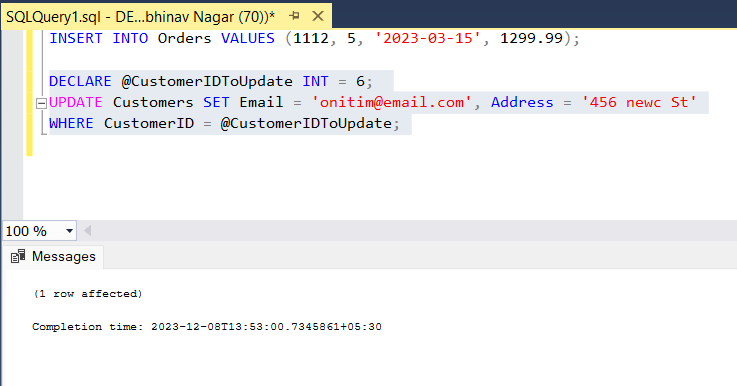 SQLQuery1.sql - DE...bhinav Nagar (70))*
INSERT INTO Orders VALUES (1112, 5, '2023-03-15', 1299.99);
DECLARE @CustomerIDToUpdate INT = 6;
UPDATE Customers SET Email = 'onitim@email.com', Address = '456 newc St'
WHERE CustomerID = @CustomerIDToUpdate;
100 %
Messages
(1 row affected)
Completion time: 2023-12-08T13:53:00.7345861+05:30